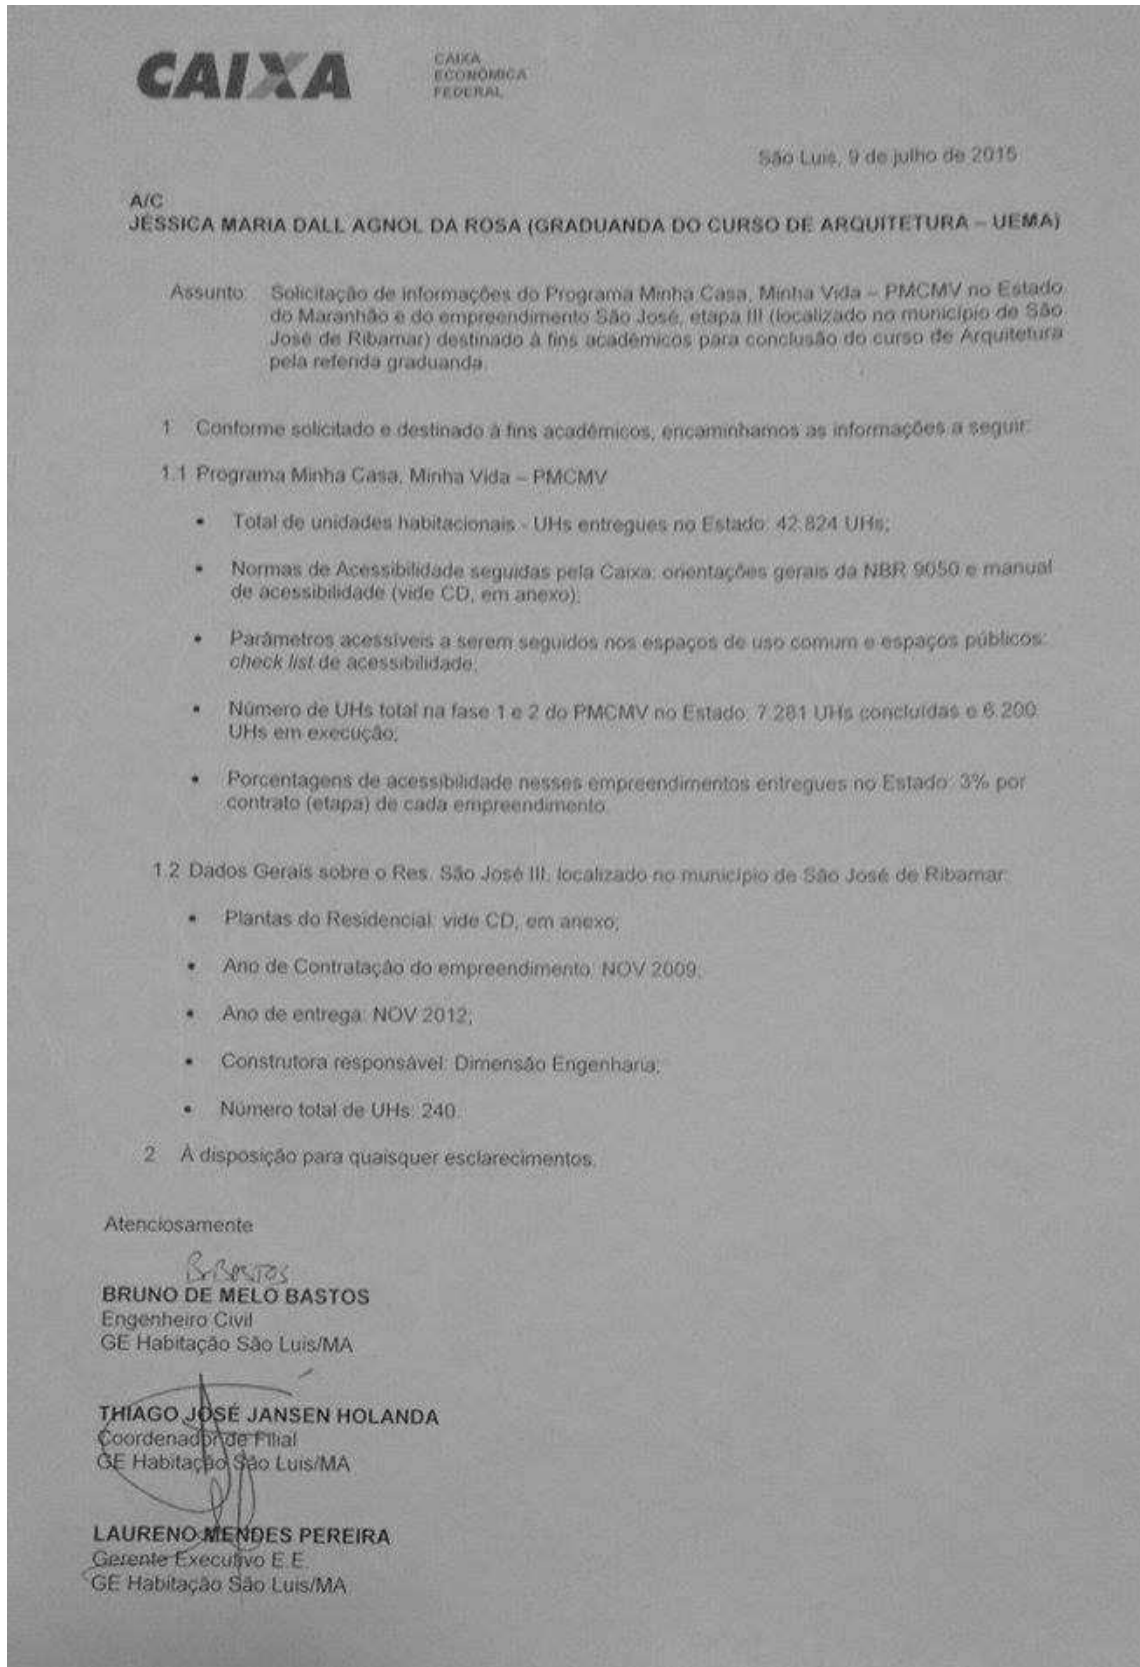 CAIXA
CAIXA
ECONÔMICA
FEDERAL
São Luis, 9 de julho de 2015
A/C
JÉSSICA MARIA DALL AGNOL DA ROSA (GRADUANDA DO CURSO DE ARQUITETURA – UEMA)
Assunto: Solicitação de informações do Programa Minha Casa, Minha Vida – PMCMV no Estado
do Maranhão e do empreendimento São José, etapa III (localizado no município de São
José de Ribamar) destinado à fins acadêmicos para conclusão do curso de Arquitetura
pela referida graduanda.
1 Conforme solicitado e destinado à fins acadêmicos, encaminhamos as informações a seguir:
1.1 Programa Minha Casa, Minha Vida – PMCMV
• Total de unidades habitacionais - UHs entregues no Estado: 42.824 UHs;
• Normas de Acessibilidade seguidas pela Caixa: orientações gerais da NBR 9050 e manual
de acessibilidade (vide CD, em anexo);
• Parâmetros acessíveis a serem seguidos nos espaços de uso comum e espaços públicos:
check list de acessibilidade;
• Número de UHs total na fase 1 e 2 do PMCMV no Estado: 7.281 UHs concluídas e 6.200
UHs em execução;
• Porcentagens de acessibilidade nesses empreendimentos entregues no Estado: 3% por
contrato (etapa) de cada empreendimento.
1.2 Dados Gerais sobre o Res. São José III, localizado no município de São José de Ribamar:
• Plantas do Residencial: vide CD, em anexo;
• Ano de Contratação do empreendimento: NOV 2009;
• Ano de entrega: NOV 2012;
• Construtora responsável: Dimensão Engenharia;
• Número total de UHs: 240.
2 À disposição para quaisquer esclarecimentos.
Atenciosamente
B.Bastos
BRUNO DE MELO BASTOS
Engenheiro Civil
GE Habitação São Luis/MA
THIAGO JOSÉ JANSEN HOLANDA
Coordenador de Filial
GE Habitação São Luis/MA
LAURENO MENDES PEREIRA
Gerente Executivo E.E.
GE Habitação São Luis/MA